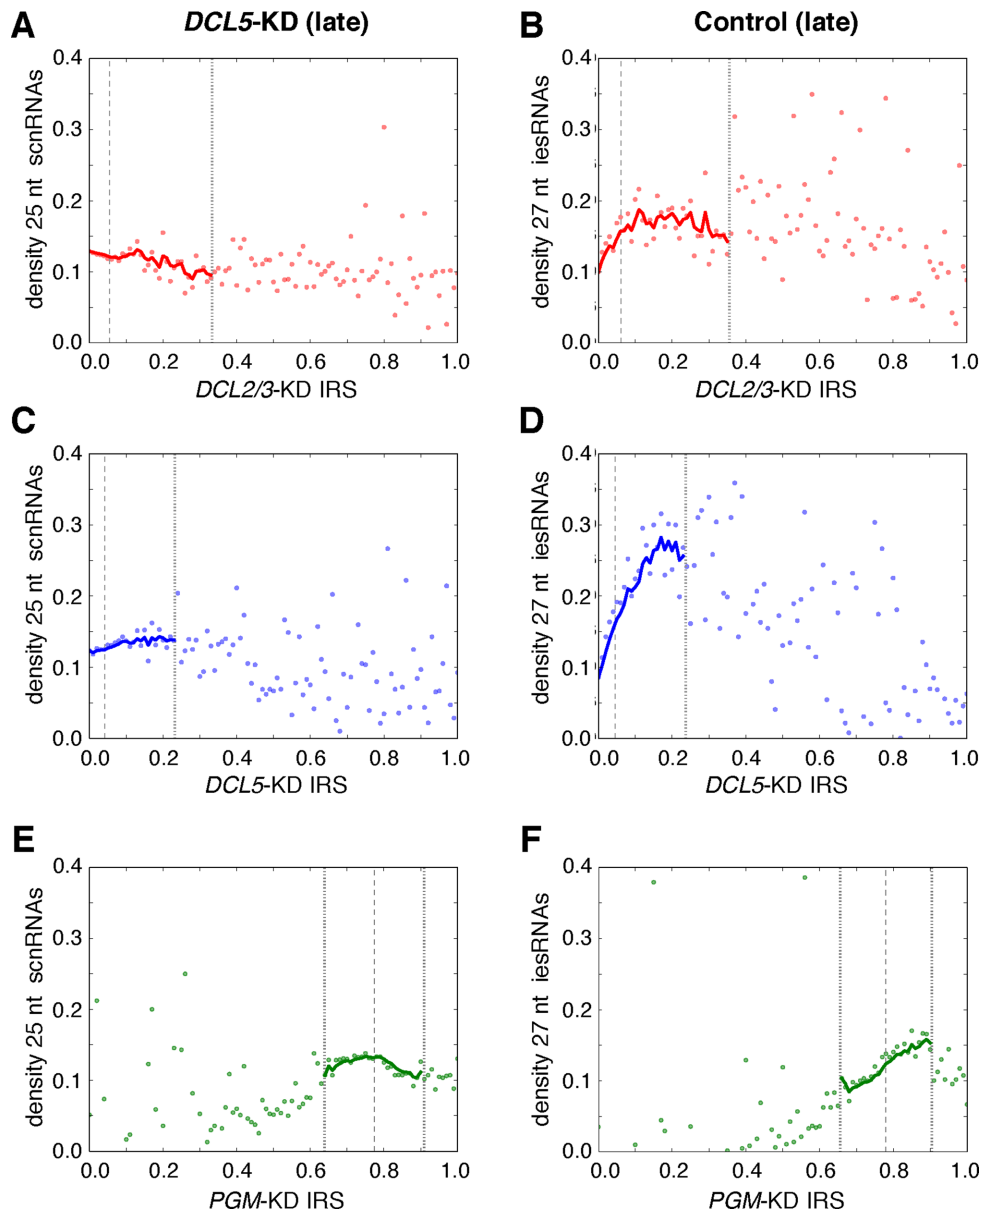 A
DCL5-KD (late)
B
Control (late)
density 25 nt scnRNAs
0.4
0.3
0.2
0.1
0.0
0.0 0.2 0.4 0.6 0.8 1.0
DCL2/3-KD IRS
density 27 nt iesRNAs
0.4
0.3
0.2
0.1
0.0
0.0 0.2 0.4 0.6 0.8 1.0
DCL2/3-KD IRS
C
density 25 nt scnRNAs
0.4
0.3
0.2
0.1
0.0
0.0 0.2 0.4 0.6 0.8 1.0
DCL5-KD IRS
D
density 27 nt iesRNAs
0.4
0.3
0.2
0.1
0.0
0.0 0.2 0.4 0.6 0.8 1.0
DCL5-KD IRS
E
density 25 nt scnRNAs
0.4
0.3
0.2
0.1
0.0
0.0 0.2 0.4 0.6 0.8 1.0
PGM-KD IRS
F
density 27 nt iesRNAs
0.4
0.3
0.2
0.1
0.0
0.0 0.2 0.4 0.6 0.8 1.0
PGM-KD IRS